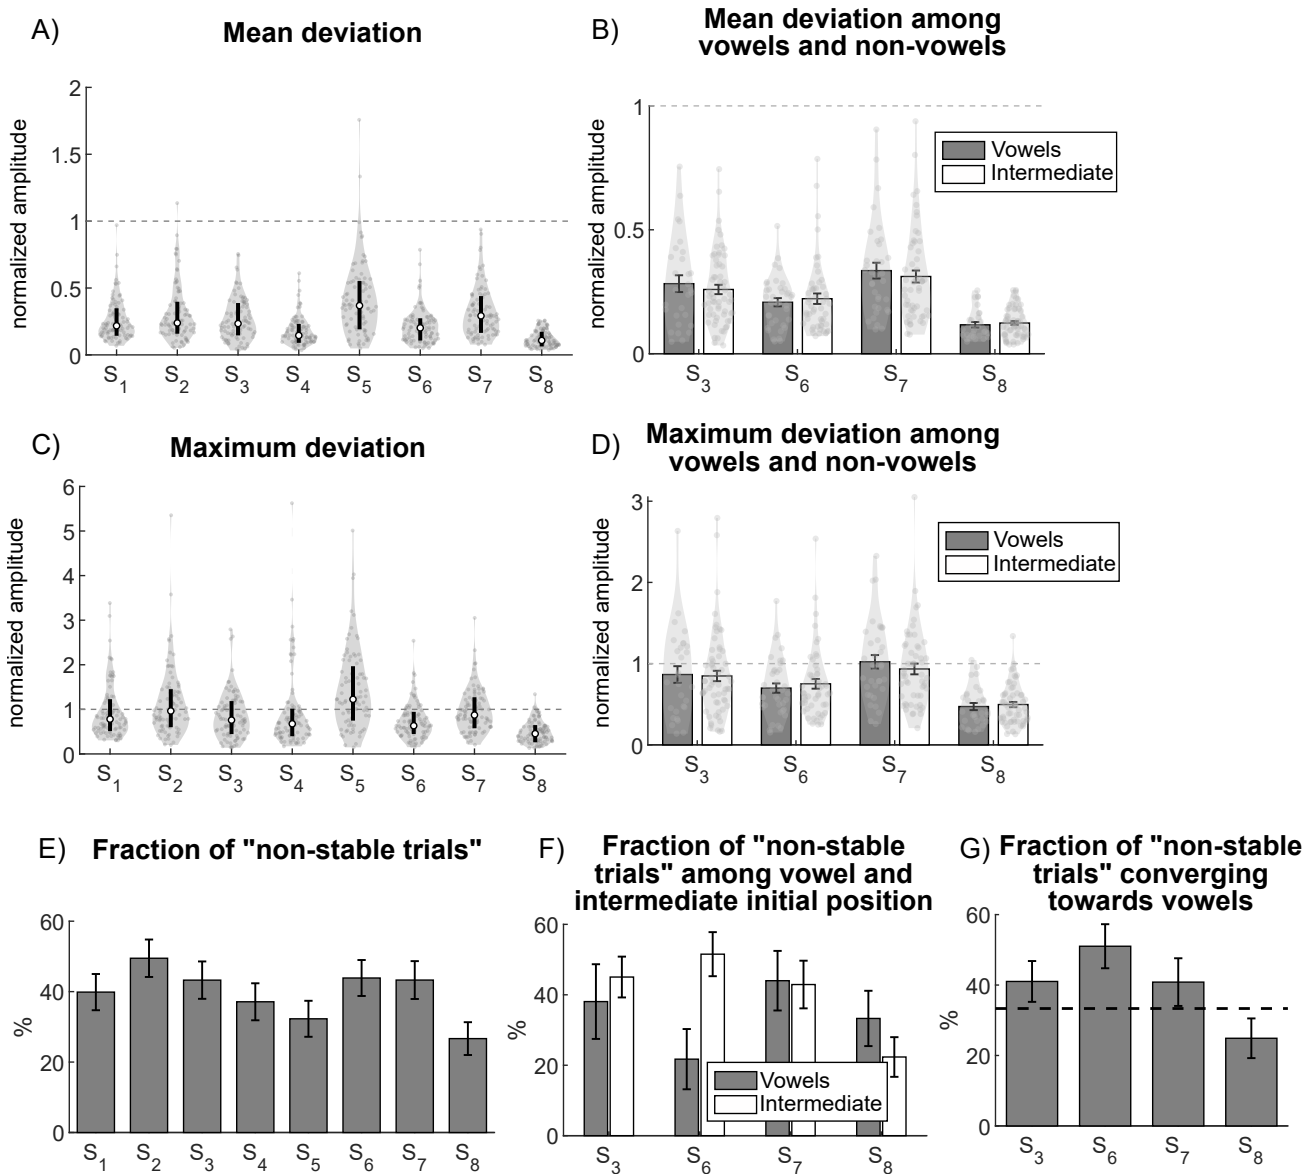 A)
Mean deviation
normalized amplitude
2
1.5
1
0.5
0
S1 S2 S3 S4 S5 S6 S7 S8
B)
Mean deviation among
vowels and non-vowels
normalized amplitude
1
0.5
0
Vowels
Intermediate
S3 S6 S7 S8
C)
Maximum deviation
normalized amplitude
6
5
4
3
2
1
0
S1 S2 S3 S4 S5 S6 S7 S8
D)
Maximum deviation among
vowels and non-vowels
normalized amplitude
3
2
1
0
Vowels
Intermediate
S3 S6 S7 S8
E)
Fraction of "non-stable trials"
%
60
40
20
0
S1 S2 S3 S4 S5 S6 S7 S8
F)
Fraction of "non-stable
trials" among vowel and
intermediate initial position
60
40
20
0
%
Vowels
Intermediate
S3 S6 S7 S8
G)
Fraction of "non-stable
trials" converging
towards vowels
60
40
20
0
%
S3 S6 S7 S8